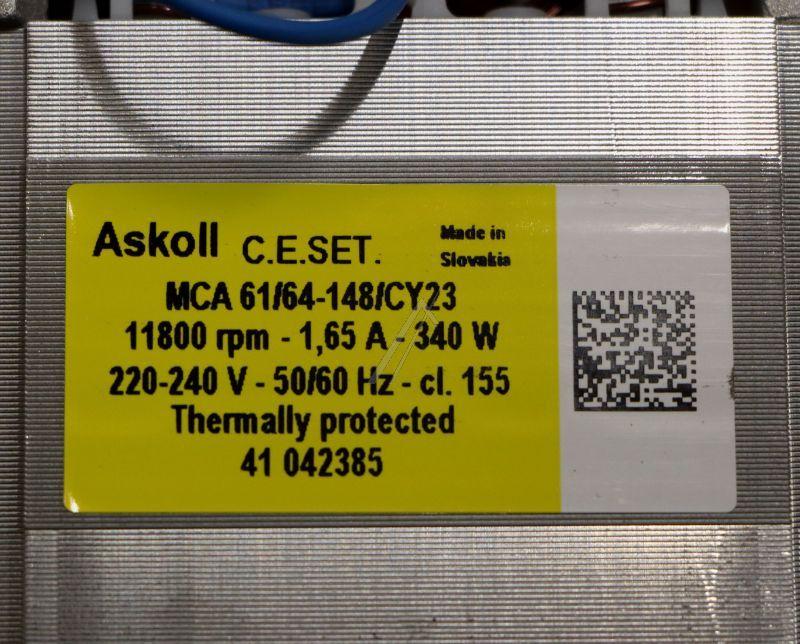 Askoll C.E.SET. Made in
Slovakia
MCA 61/64-148/CY23
11800 rpm - 1,65 A - 340 W
220-240 V - 50/60 Hz - cl. 155
Thermally protected
41 042385